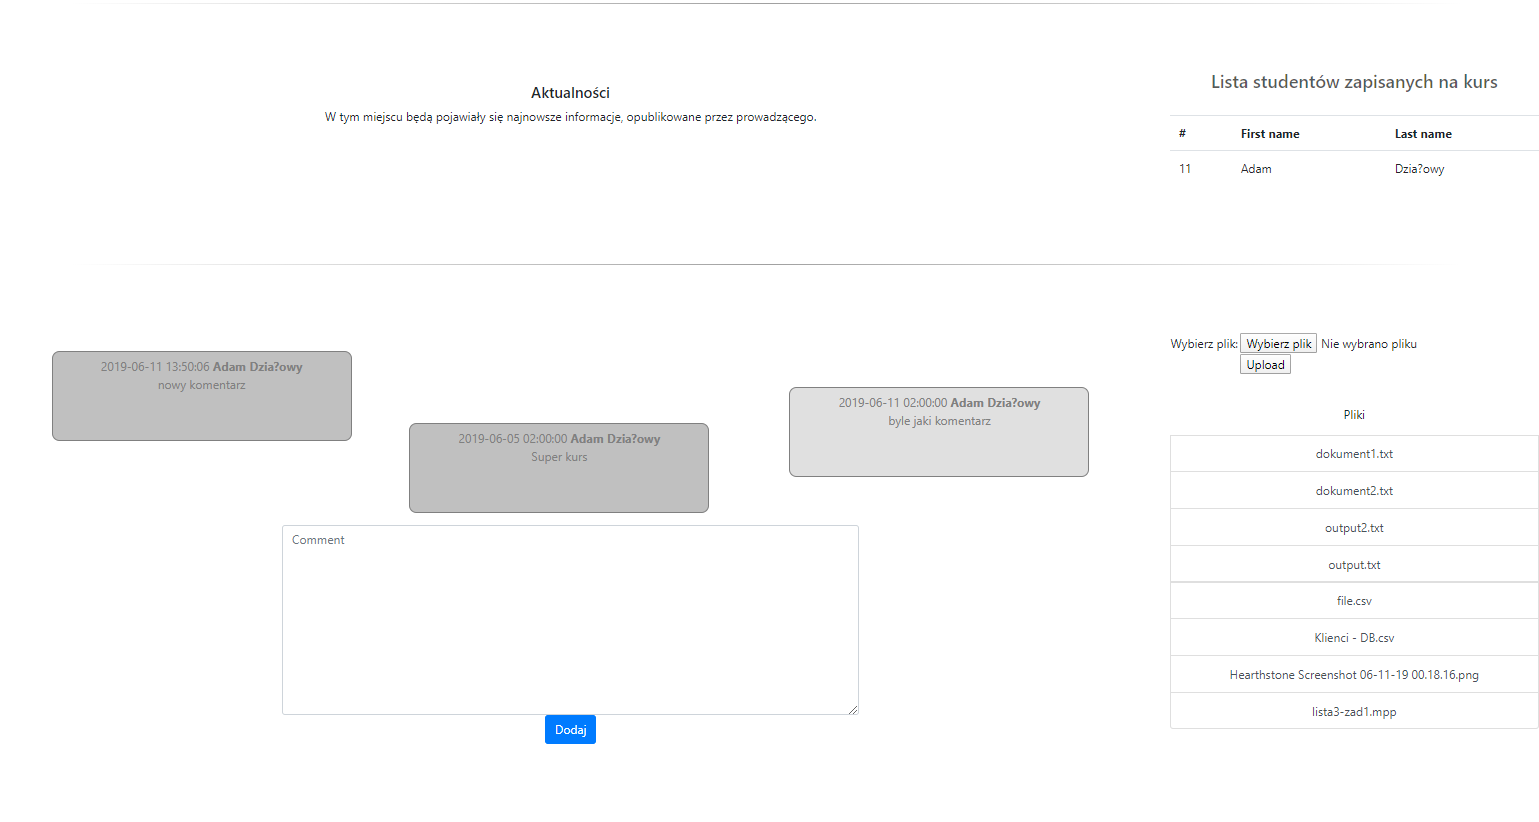 Aktualności
W tym miejscu będą pojawiały się najnowsze informacje, opublikowane przez prowadzącego.
Lista studentów zapisanych na kurs
# First name Last name
11 Adam Dzia?owy
2019-06-11 13:50:06 Adam Dzia?owy
nowy komentarz
2019-06-05 02:00:00 Adam Dzia?owy
Super kurs
2019-06-11 02:00:00 Adam Dzia?owy
byle jaki komentarz
Comment
Dodaj
Wybierz plik: Wybierz plik Nie wybrano pliku
Upload
Pliki
dokument1.txt
dokument2.txt
output2.txt
output.txt
file.csv
Klienci - DB.csv
Hearthstone Screenshot 06-11-19 00.18.16.png
lista3-zad1.mpp